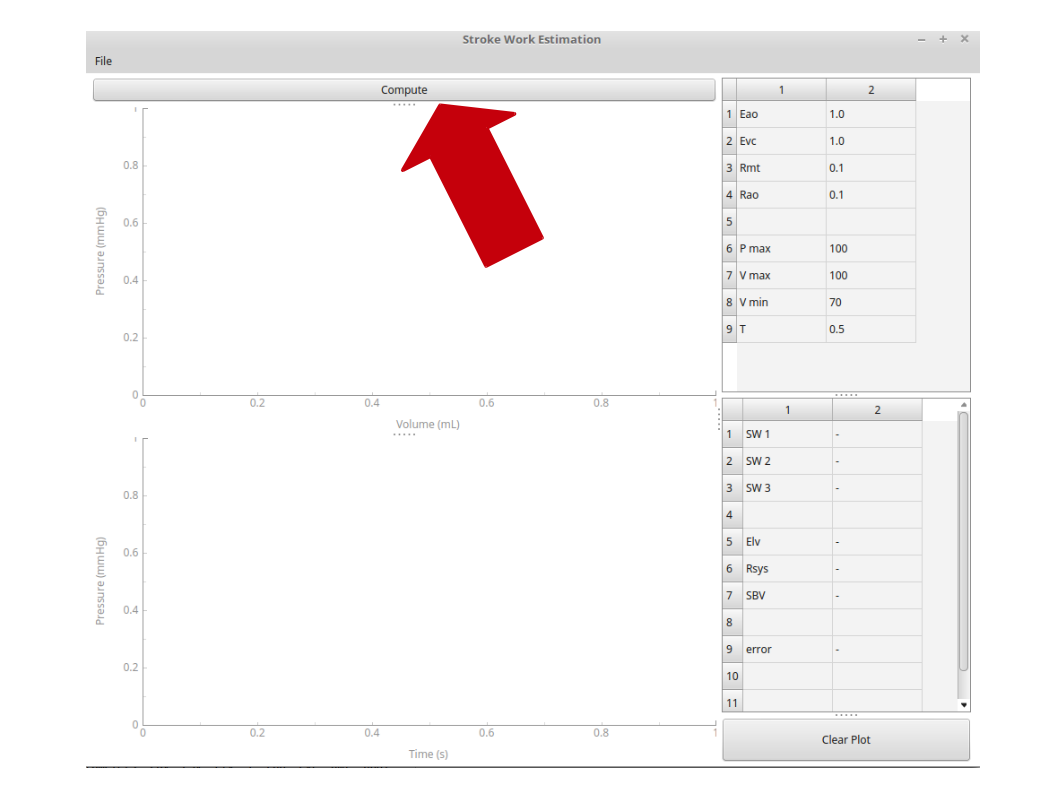 Stroke Work Estimation
File
Compute
1
0.8
0.6
0.4
0.2
0
Pressure (mmHg)
0 0.2 0.4 0.6 0.8 1
Volume (mL)
1
0.8
0.6
0.4
0.2
0
Pressure (mmHg)
0 0.2 0.4 0.6 0.8 1
Time (s)
1 2
1 Eao 1.0
2 Evc 1.0
3 Rmt 0.1
4 Rao 0.1
5
6 P max 100
7 V max 100
8 V min 70
9 T 0.5
1 2
1 SW 1 -
2 SW 2 -
3 SW 3 -
4
5 Elv -
6 Rsys -
7 SBV -
8
9 error -
10
11
Clear Plot